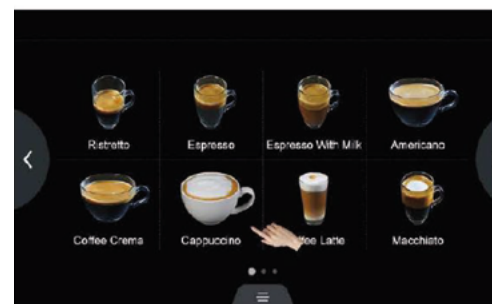 Ristretto
Espresso
Espresso With Milk
Americano
Coffee Crema
Cappuccino
Latte
Macchiato